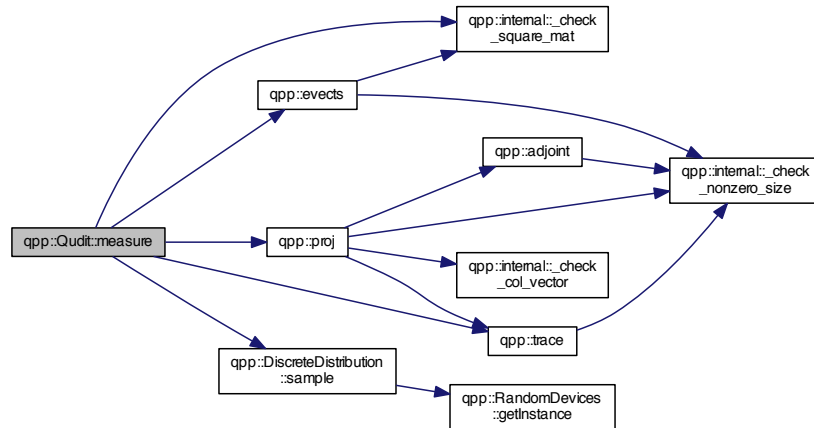 qpp::internal::_check
_square_mat
qpp::evects
qpp::adjoint
qpp::internal::_check
_nonzero_size
qpp::Qudit::measure
qpp::proj
qpp::internal::_check
_col_vector
qpp::trace
qpp::DiscreteDistribution
::sample
qpp::RandomDevices
::getInstance